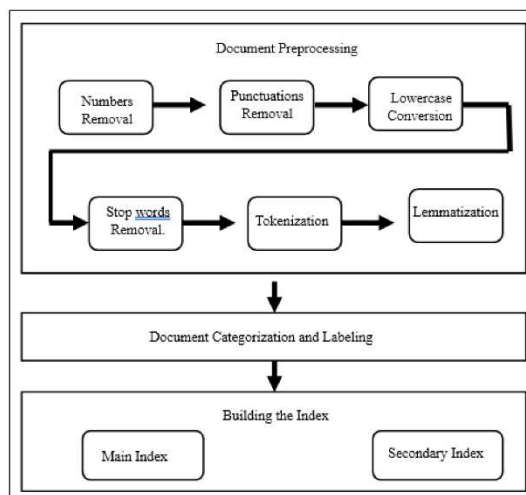 Document Preprocessing
Numbers
Removal
Punctuations
Removal
Lowercase
Conversion
Stop words
Removal.
Tokenization
Lemmatization
Document Categorization and Labeling
Building the Index
Main Index
Secondary Index